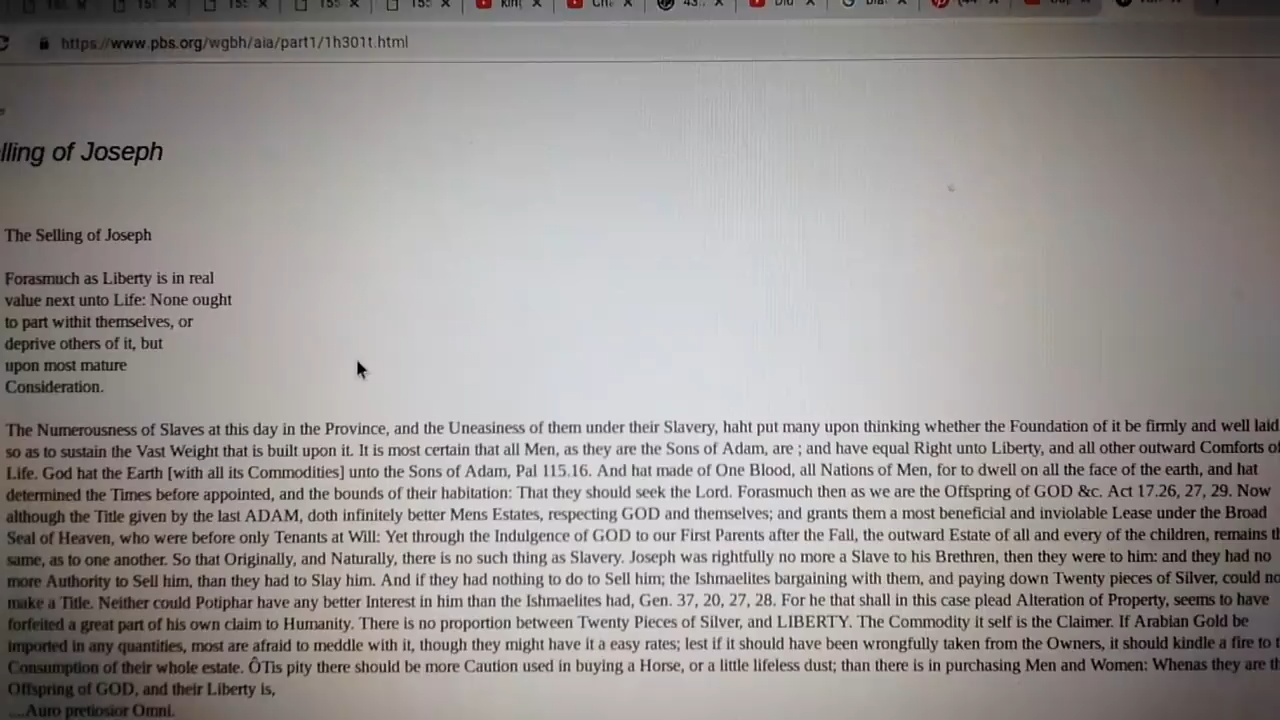 https://www.pbs.org/wgbh/aia/part1/1h301t.html
lling of Joseph
The Selling of Joseph
Forasmuch as Liberty is in real
value next unto Life: None ought
to part withit themselves, or
deprive others of it, but
upon most mature
Consideration.
The Numerousness of Slaves at this day in the Province, and the Uneasiness of them under their Slavery, haht put many upon thinking whether the Foundation of it be firmly and well laid
so as to sustain the Vast Weight that is built upon it. It is most certain that all Men, as they are the Sons of Adam, are ; and have equal Right unto Liberty, and all other outward Comforts of
Life. God hat the Earth [with all its Commodities] unto the Sons of Adam, Pal 115.16. And hat made of One Blood, all Nations of Men, for to dwell on all the face of the earth, and hat
determined the Times before appointed, and the bounds of their habitation: That they should seek the Lord. Forasmuch then as we are the Offspring of GOD &c. Act 17.26, 27, 29. Now
although the Title given by the last ADAM, doth infinitely better Mens Estates, respecting GOD and themselves; and grants them a most beneficial and inviolable Lease under the Broad
Seal of Heaven, who were before only Tenants at Will: Yet through the Indulgence of GOD to our First Parents after the Fall, the outward Estate of all and every of the children, remains th
same, as to one another. So that Originally, and Naturally, there is no such thing as Slavery. Joseph was rightfully no more a Slave to his Brethren, then they were to him: and they had no
more Authority to Sell him, than they had to Slay him. And if they had nothing to do to Sell him; the Ishmaelites bargaining with them, and paying down Twenty pieces of Silver, could no
make a Title. Neither could Potiphar have any better Interest in him than the Ishmaelites had, Gen. 37, 20, 27, 28. For he that shall in this case plead Alteration of Property, seems to have
forfeited a great part of his own claim to Humanity. There is no proportion between Twenty Pieces of Silver, and LIBERTY. The Commodity it self is the Claimer. If Arabian Gold be
imported in any quantities, most are afraid to meddle with it, though they might have it a easy rates; lest if it should have been wrongfully taken from the Owners, it should kindle a fire to t
Consumption of their whole estate. ÔTis pity there should be more Caution used in buying a Horse, or a little lifeless dust; than there is in purchasing Men and Women: Whenas they are th
Offspring of GOD, and their Liberty is,
....Auro pretiosior Omni.